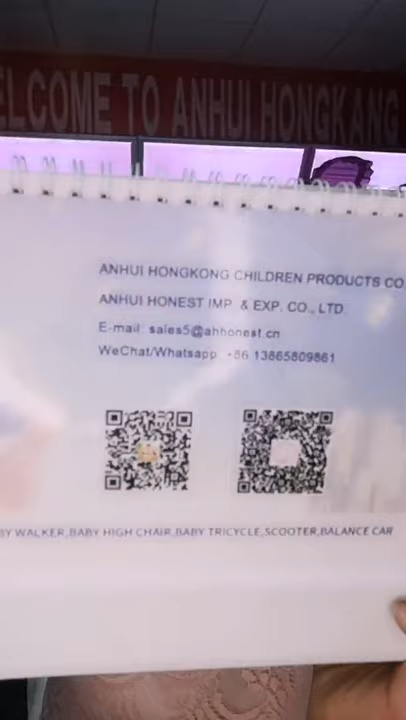 WELCOME TO ANHUI HONGKANG
ANHUI HONGKONG CHILDREN PRODUCTS CO
ANHUI HONEST IMP. & EXP. CO., LTD.
E-mail: sales5@ahhonest.cn
WeChat/Whatsapp: +86 13865809861
BY WALKER,BABY HIGH CHAIR,BABY TRICYCLE,SCOOTER,BALANCE CAR